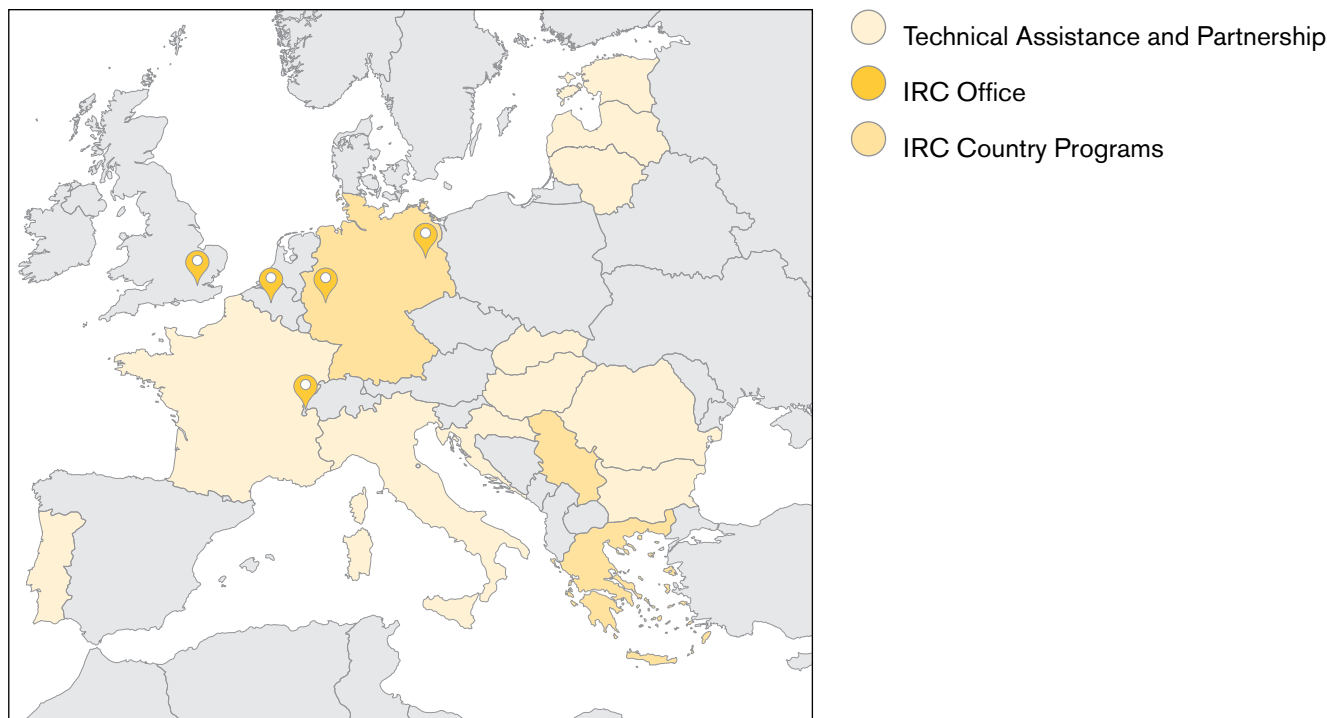 Technical Assistance and Partnership
IRC Office
IRC Country Programs